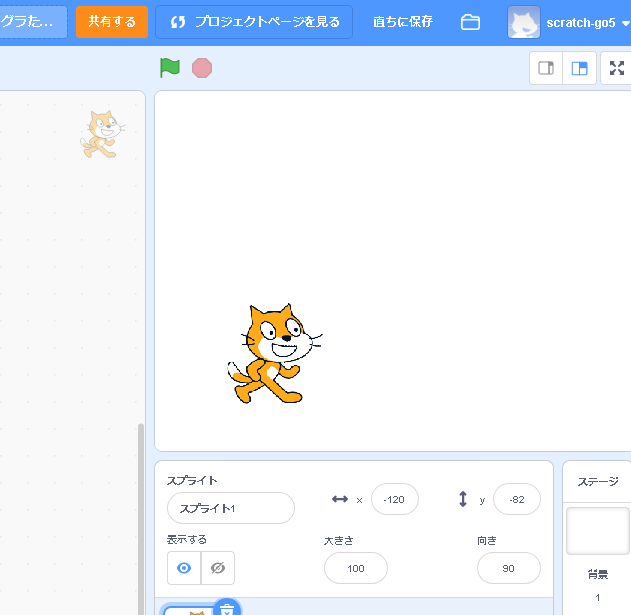 グラた... 共有する プロジェクトページを見る 直ちに保存 scratch-go5
スプライト
スプライト1 x -120 y -82
表示する 大きさ 向き
100 90
ステージ
背景
1